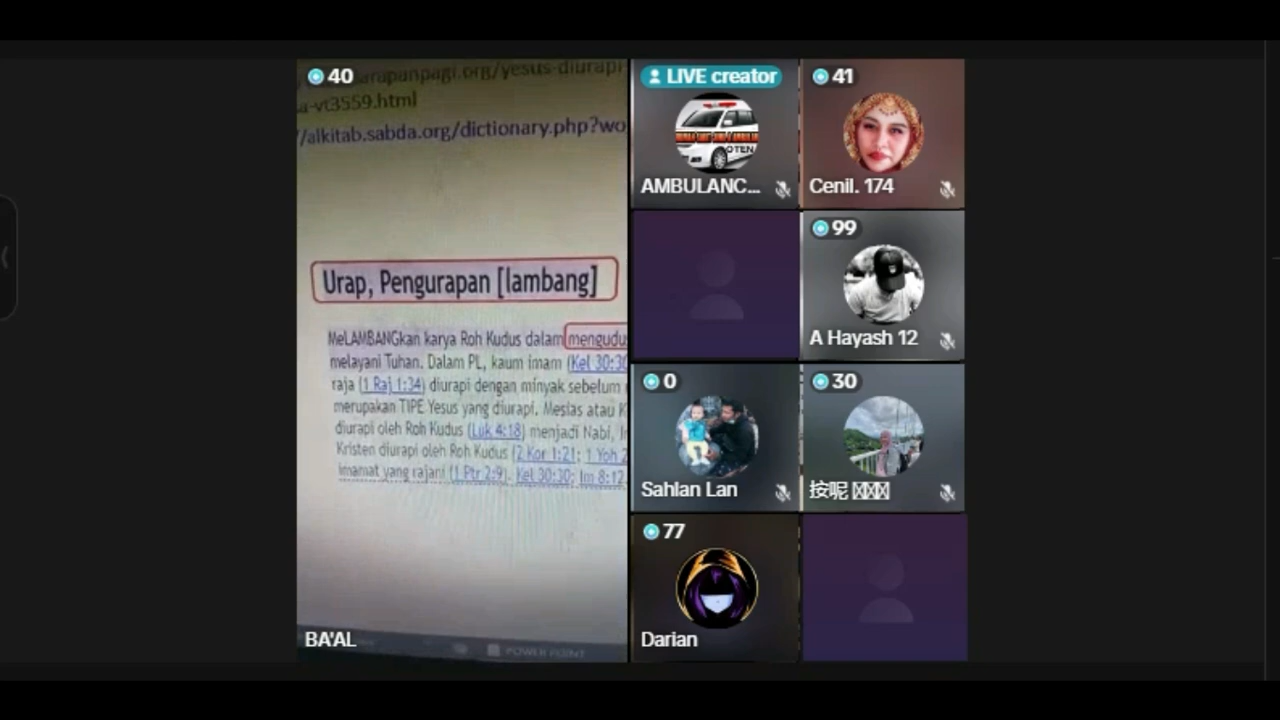 40
arapanpagi.org/yesus-diurapi-
a-vt3559.html
//alkitab.sabda.org/dictionary.php?wo
Urap, Pengurapan [lambang]
MeLAMBANGkan karya Roh Kudus dalam mengudus
melayani Tuhan. Dalam PL, kaum imam (Kel 30:30
raja (1 Raj 1:34) diurapi dengan minyak sebelum
merupakan TIPE Yesus yang diurapi. Mesias atau K
diurapi oleh Roh Kudus (Luk 4:18) menjadi Nabi, I
Kristen diurapi oleh Roh Kudus (2 Kor 1:21; 1 Yoh 2
imamat yang rajani (1 Ptr 2:9). Kel 30:30; Im 8:12
POWER POINT
BA'AL
LIVE creator
OTEN
AMBULANC...
41
Cenil. 174
99
A Hayash 12
0
Sahlan Lan
30
按呢
77
Darian